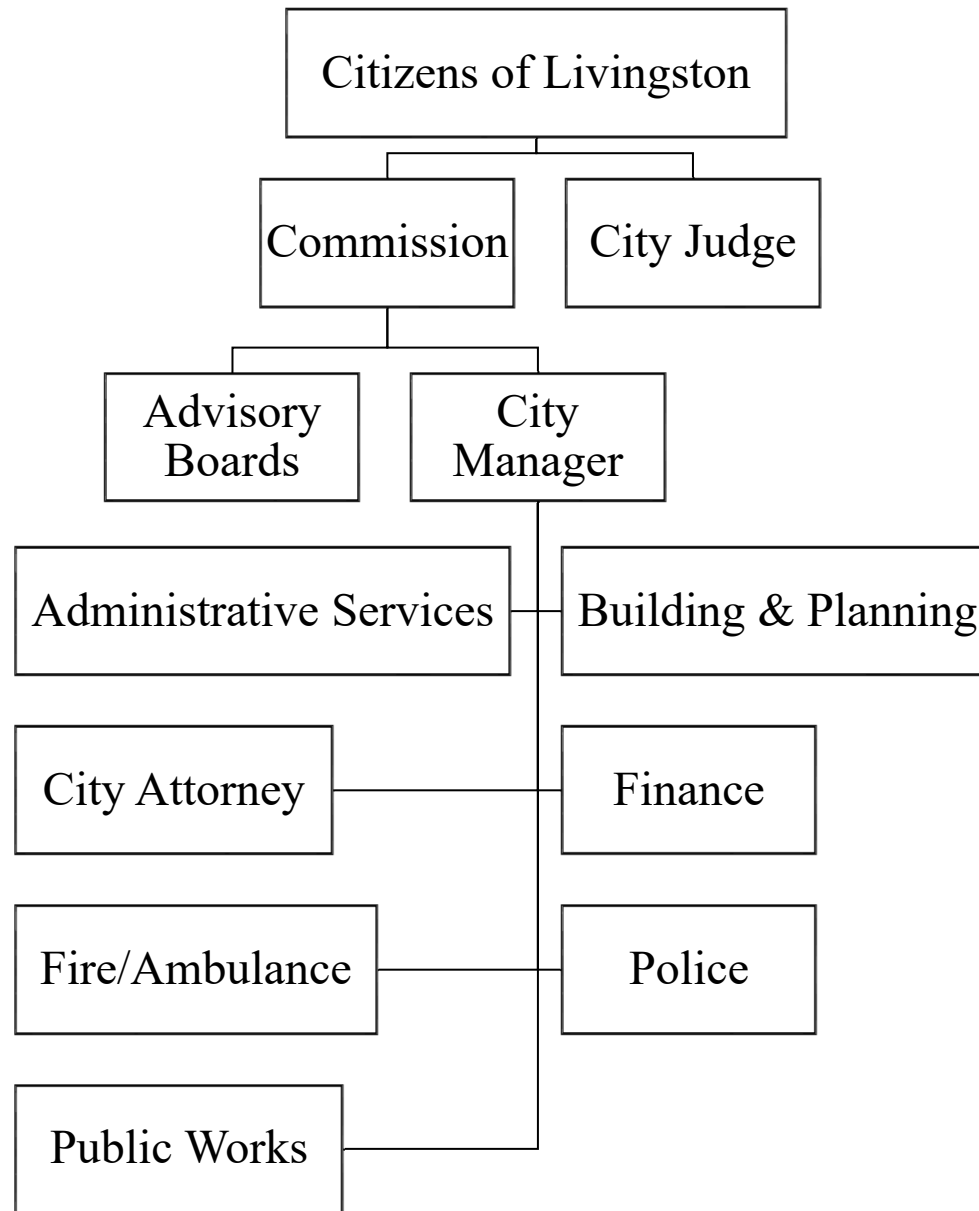 Citizens of Livingston
Commission
City Judge
Advisory
Boards
City
Manager
Administrative Services
Building & Planning
City Attorney
Finance
Fire/Ambulance
Police
Public Works